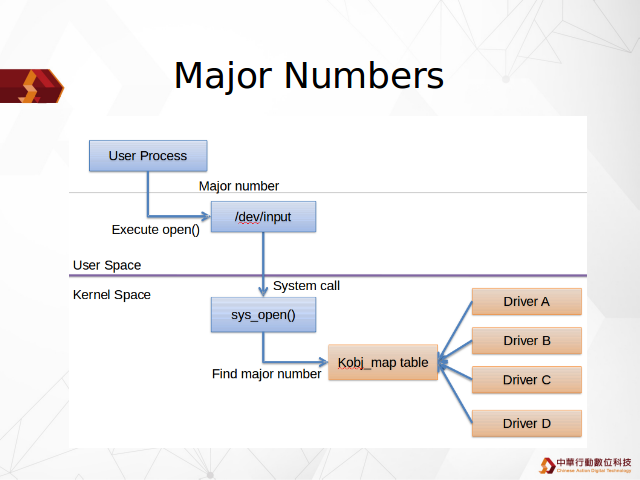 Major Numbers
User Process
Major number
/dev/input
Execute open()
User Space
System call
Kernel Space
Driver A
sys_open()
Driver B
Kobj_map table
Find major number
Driver C
Driver D
中華行動數位科技
Chinese Action Digital Technology